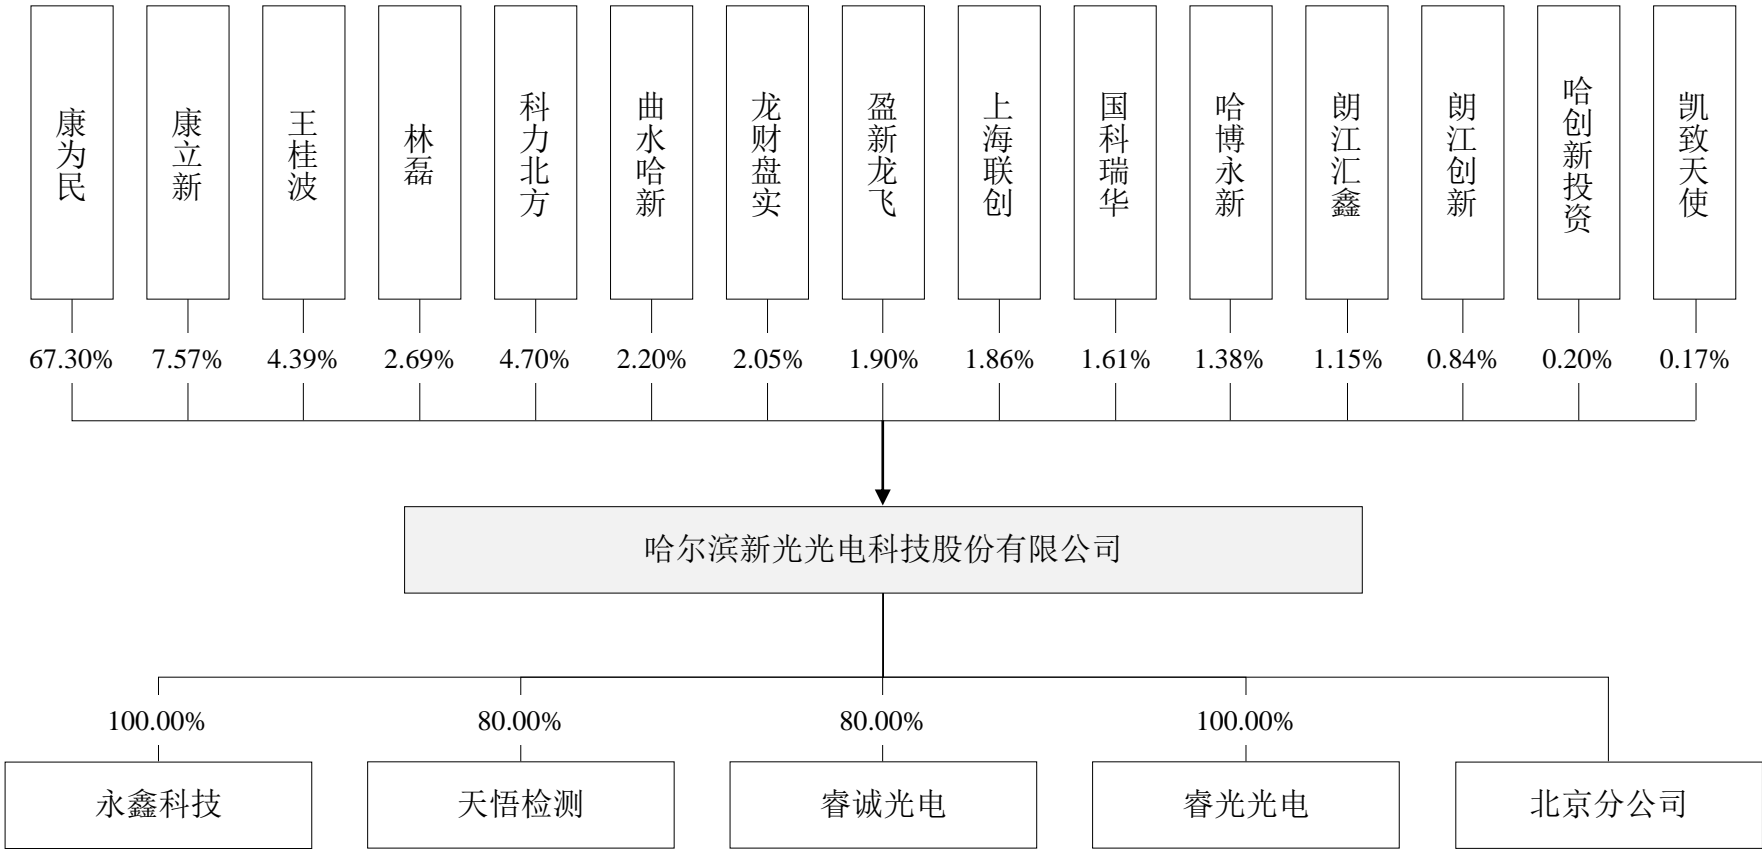 康为民
康立新
王桂波
林磊
科力北方
曲水哈新
龙财盘实
盈新龙飞
上海联创
国科瑞华
哈博永新
朗江汇鑫
朗江创新
哈创新投资
凯致天使
67.30%
7.57%
4.39%
2.69%
4.70%
2.20%
2.05%
1.90%
1.86%
1.61%
1.38%
1.15%
0.84%
0.20%
0.17%
哈尔滨新光光电科技股份有限公司
100.00%
80.00%
80.00%
100.00%
永鑫科技
天悟检测
睿诚光电
睿光光电
北京分公司